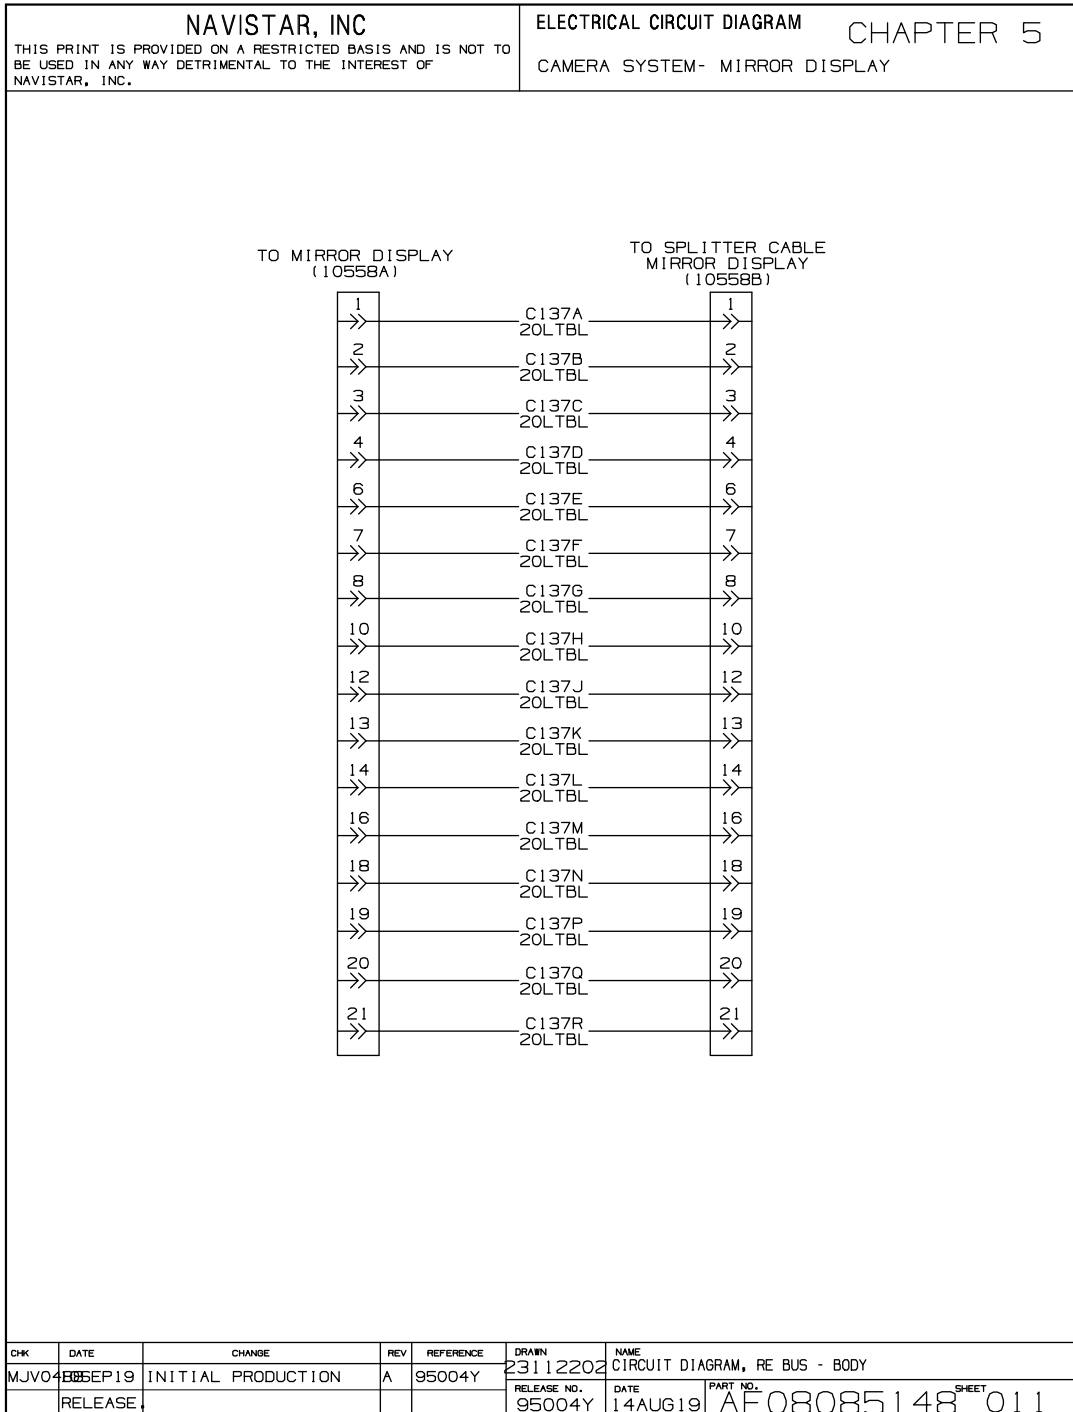 NAVISTAR, INC
THIS PRINT IS PROVIDED ON A RESTRICTED BASIS AND IS NOT TO
BE USED IN ANY WAY DETRIMENTAL TO THE INTEREST OF
NAVISTAR, INC.
ELECTRICAL CIRCUIT DIAGRAM
CHAPTER 5
CAMERA SYSTEM- MIRROR DISPLAY
TO MIRROR DISPLAY
(10558A)
TO SPLITTER CABLE
MIRROR DISPLAY
(10558B)
1 C137A 1
20LTBL
2 C137B 2
20LTBL
3 C137C 3
20LTBL
4 C137D 4
20LTBL
6 C137E 6
20LTBL
7 C137F 7
20LTBL
8 C137G 8
20LTBL
10 C137H 10
20LTBL
12 C137J 12
20LTBL
13 C137K 13
20LTBL
14 C137L 14
20LTBL
16 C137M 16
20LTBL
18 C137N 18
20LTBL
19 C137P 19
20LTBL
20 C137Q 20
20LTBL
21 C137R 21
20LTBL
CHK DATE CHANGE REV REFERENCE
INITIAL PRODUCTION A 95004Y
RELEASE.
DRAWN
23112202
NAME
CIRCUIT DIAGRAM, RE BUS - BODY
RELEASE NO.
95004Y
DATE
14AUG19
PART NO.
AE08085148
SHEET
011